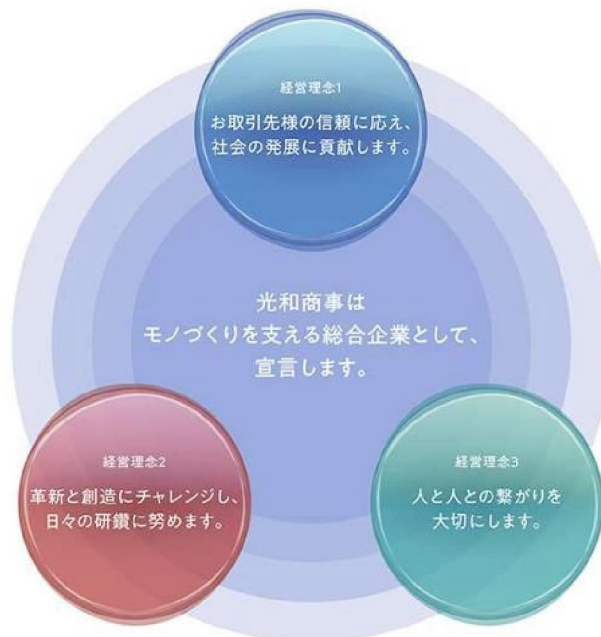 経営理念1
お取引先様の信頼に応え、
社会の発展に貢献します。
光和商事は
モノづくりを支える総合企業として、
宣言します。
経営理念2
革新と創造にチャレンジし、
日々の研鑽に努めます。
経営理念3
人と人との繋がりを
大切にします。